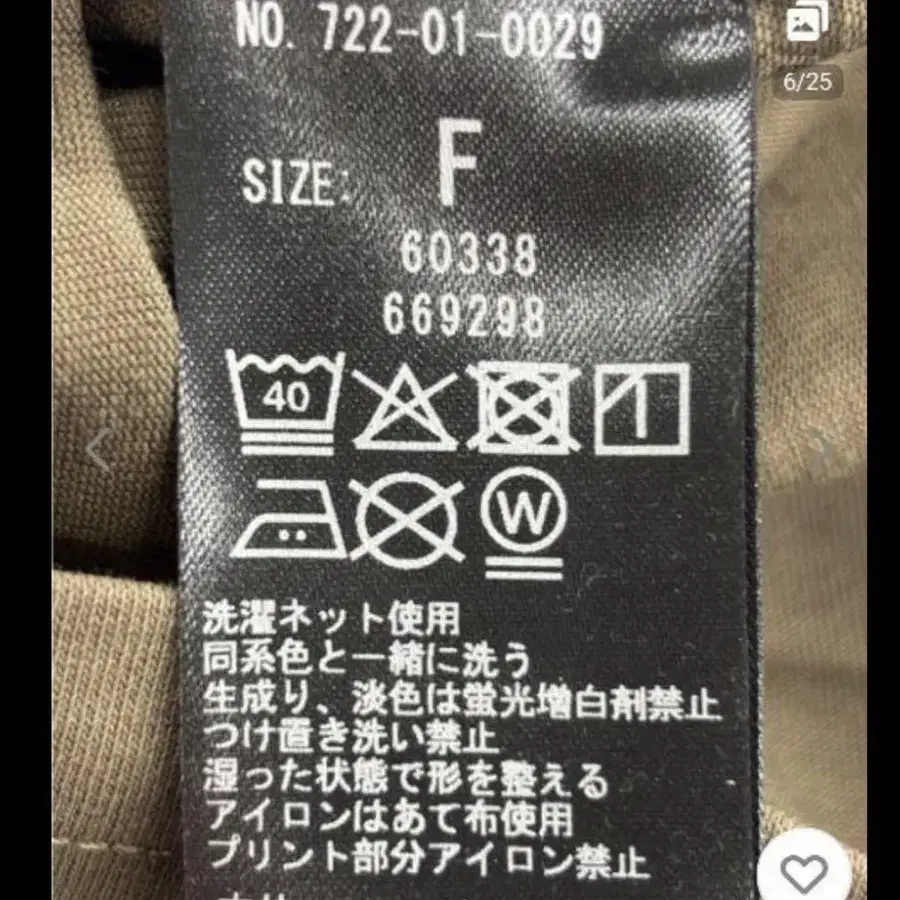 NO. 722-01-0029
6/25
SIZE: F
60338
669298
40
W
洗濯ネット使用
同系色と一緒に洗う
生成り、淡色は蛍光増白剤禁止
つけ置き洗い禁止
湿った状態で形を整える
アイロンはあて布使用
プリント部分アイロン禁止